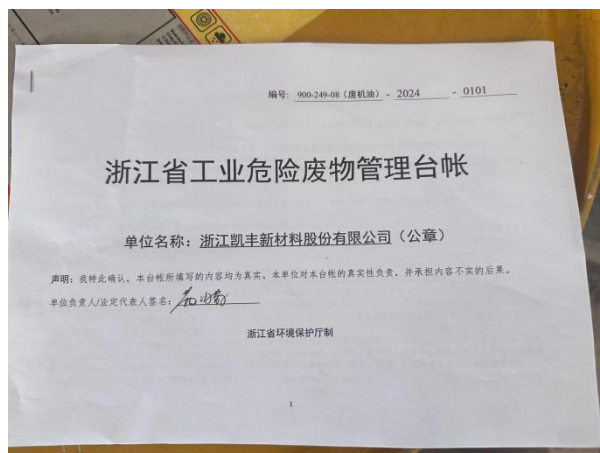 编号: 900-249-08（废机油） - 2024 - 0101
浙江省工业危险废物管理台帐
单位名称：浙江凯丰新材料股份有限公司（公章）
声明：我特此确认，本台帐所填写的内容均为真实。本单位对本台帐的真实性负责，并承担内容不实的后果。
单位负责人/法定代表人签名：
浙江省环境保护厅制
1